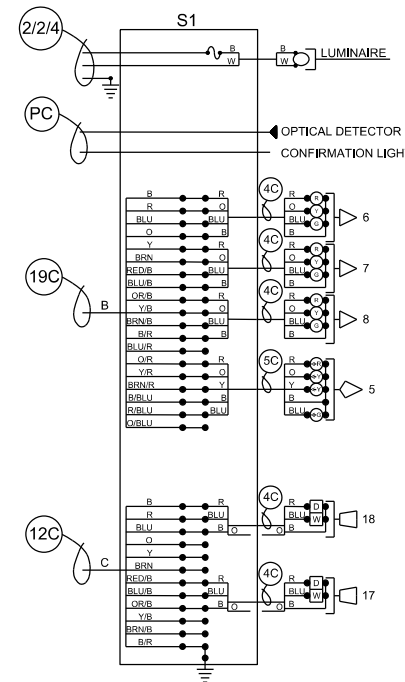 S1
2/2/4
B B
W W
LUMINAIRE
PC
OPTICAL DETECTOR
CONFIRMATION LIGH
19C
B
B R 4C R R
R O O Y 6
BLU BLU BLU G
O B B
Y R 4C R R
BRN O O Y 7
RED/B BLU BLU G
BLU/B B B
OR/B R 4C R R
Y/B O O Y 8
BRN/B BLU BLU G
B/R B B
BLU/R
O/R R 5C R R
Y/R O O Y
BRN/R Y Y Y 5
B/BLU B B
R/BLU BLU BLU G
O/BLU
12C
C
B R 4C R D
R BLU BLU W 18
BLU B O O B
O
Y
BRN
RED/B R 4C R D
BLU/B BLU BLU W 17
OR/B B O O B
Y/B
BRN/B
B/R